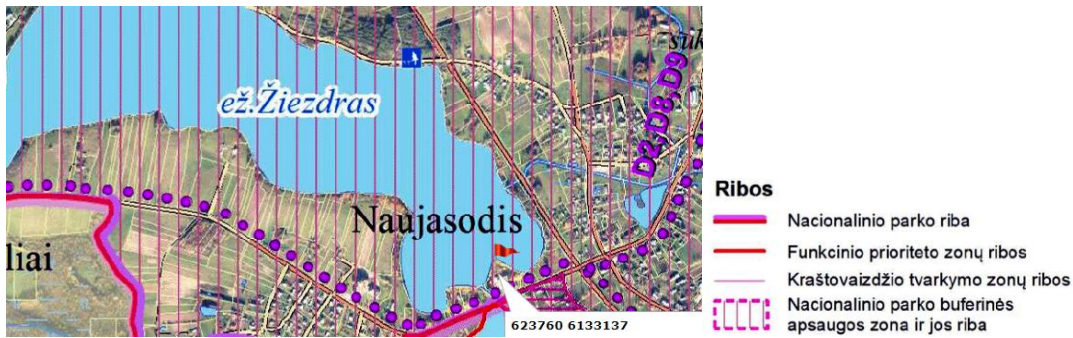 suk
ež.Žiezdras
D2,D8,D9
Naujasodis
liai
623760 6133137
Ribos
Nacionalinio parko riba
Funkcinio prioriteto zonų ribos
Kraštovaizdžio tvarkymo zonų ribos
Nacionalinio parko buferinės
apsaugos zona ir jos riba